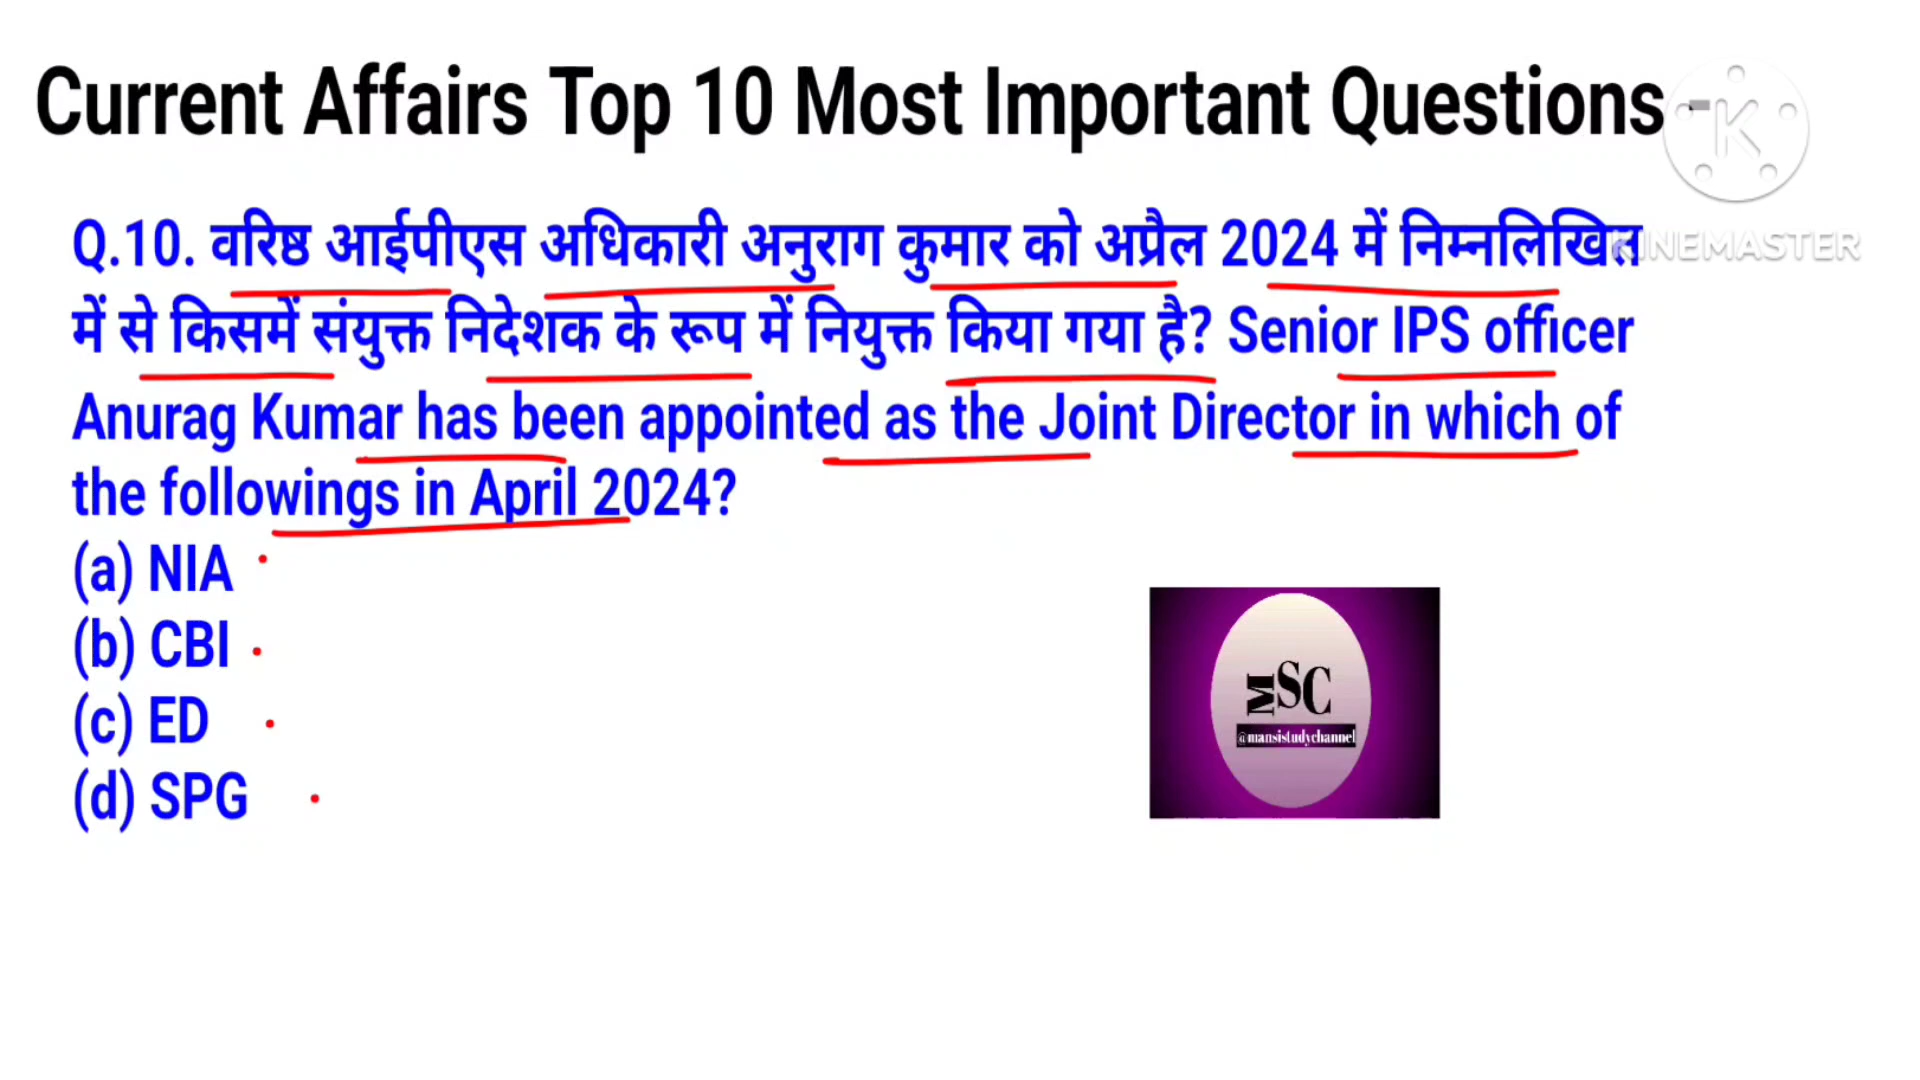 Current Affairs Top 10 Most Important Questions -
K
KINEMASTER
Q.10. वरिष्ठ आईपीएस अधिकारी अनुराग कुमार को अप्रैल 2024 में निम्नलिखित
में से किसमें संयुक्त निदेशक के रूप में नियुक्त किया गया है? Senior IPS officer
Anurag Kumar has been appointed as the Joint Director in which of
the followings in April 2024?
(a) NIA
(b) CBI
(c) ED
(d) SPG
MSC
@mansistudychannel